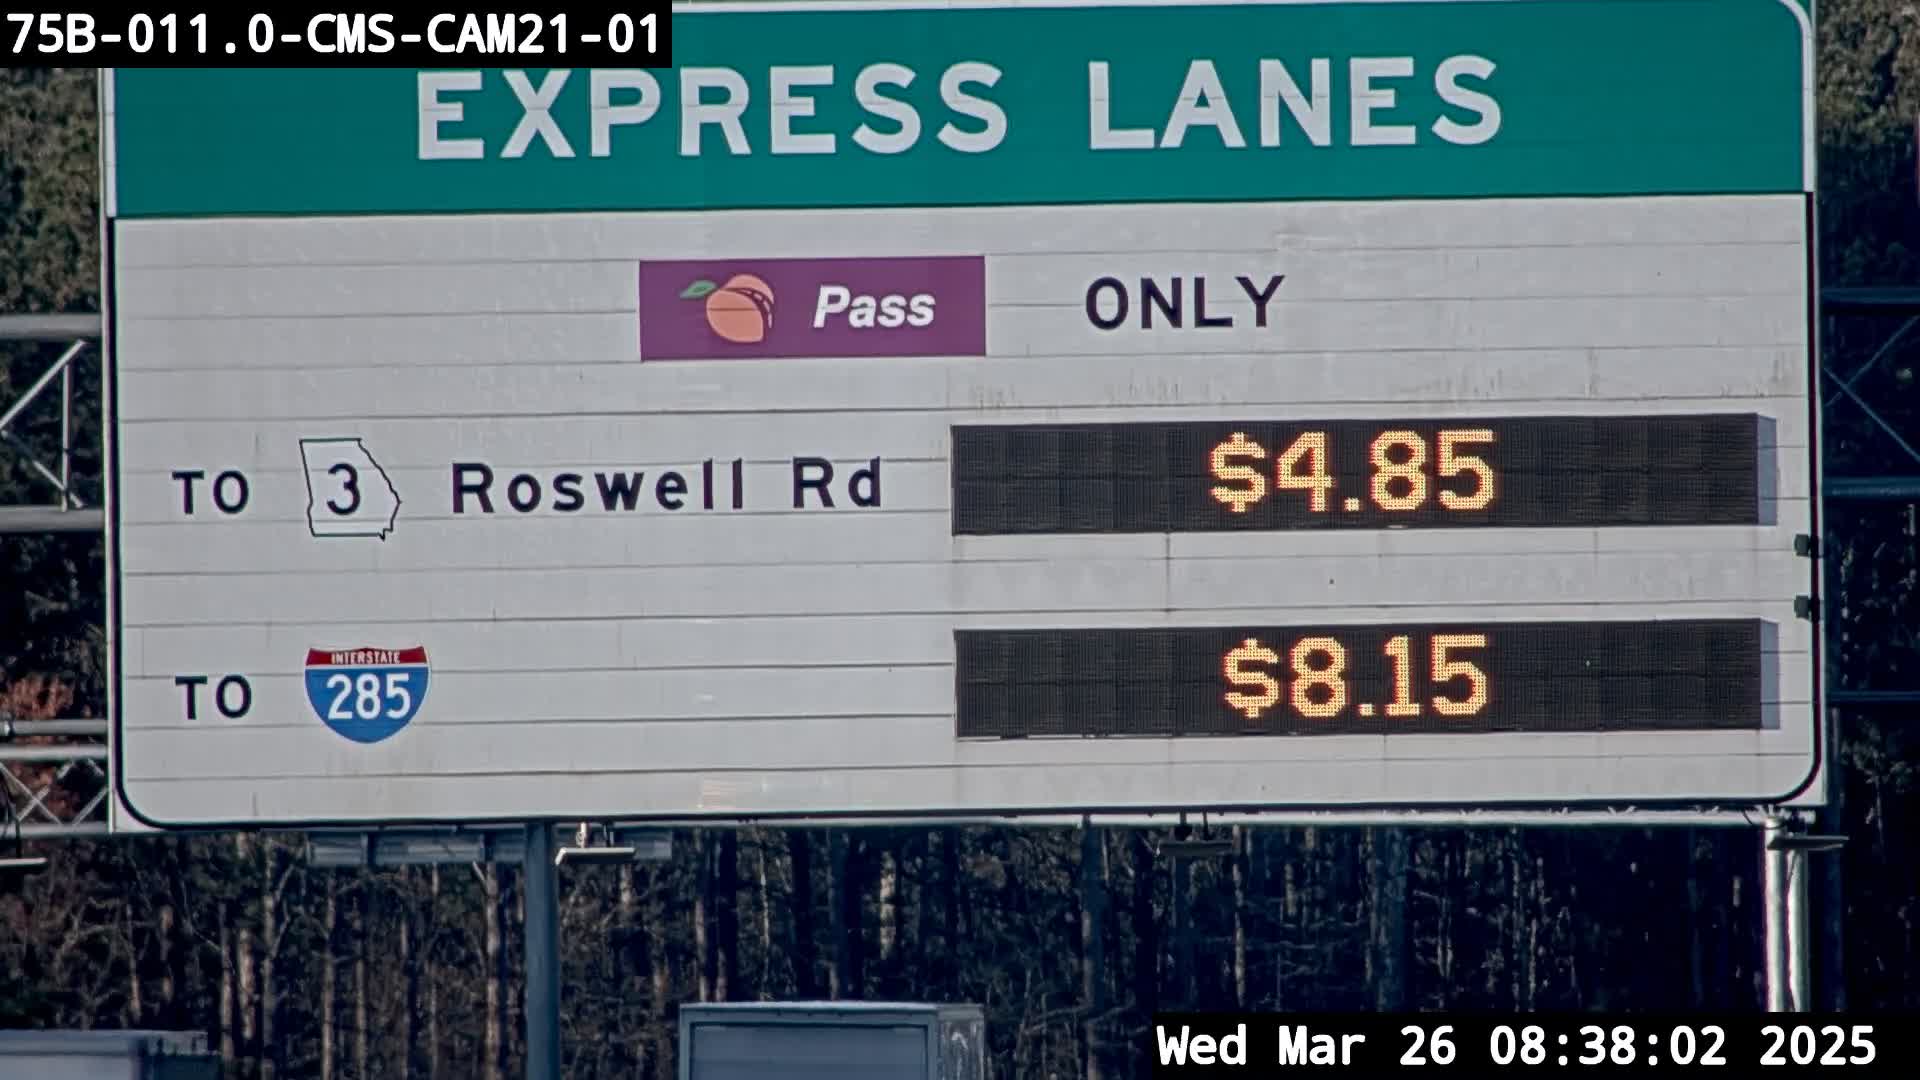 75B-011.0-CMS-CAM21-01
EXPRESS LANES
Pass ONLY
TO 3 Roswell Rd $4.85
INTERSTATE
TO 285 $8.15
Wed Mar 26 08:38:02 2025